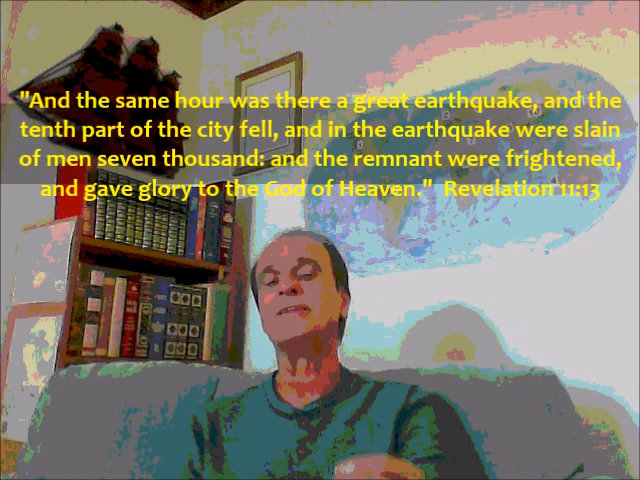 "And the same hour was there a great earthquake, and the
tenth part of the city fell, and in the earthquake were slain
of men seven thousand: and the remnant were frightened,
and gave glory to the God of Heaven."  Revelation 11:13